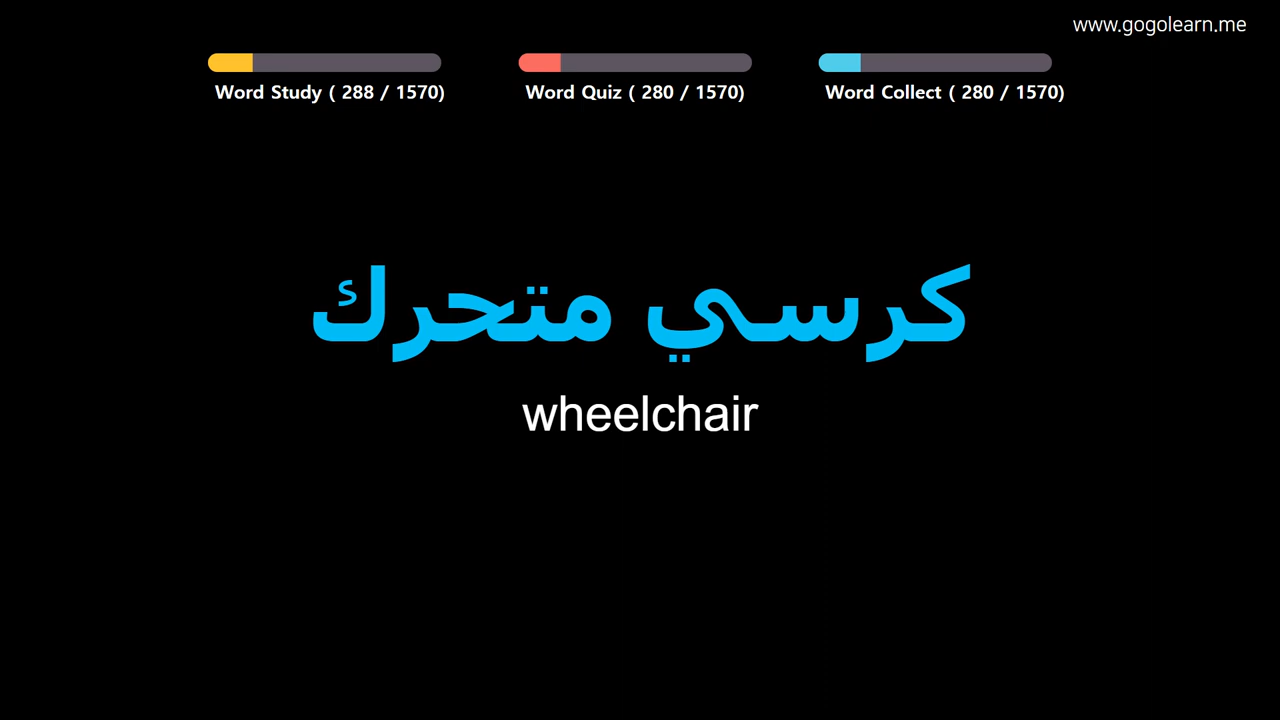 www.gogolearn.me
Word Study ( 288 / 1570)
Word Quiz ( 280 / 1570)
Word Collect ( 280 / 1570)
كرسي متحرك
wheelchair